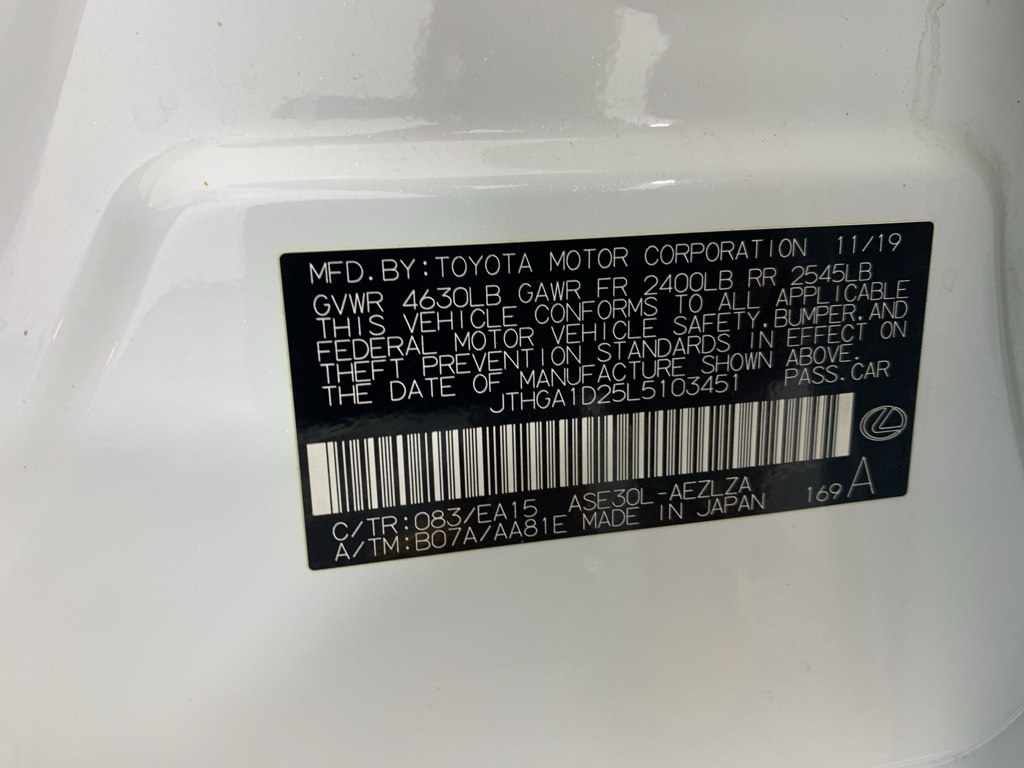 MFD.BY:TOYOTA MOTOR CORPORATION 11/19
GVWR 4630LB GAWR FR 2400LB RR 2545LB
THIS VEHICLE CONFORMS TO ALL APPLICABLE
FEDERAL MOTOR VEHICLE SAFETY,BUMPER,AND
THEFT PREVENTION STANDARDS IN EFFECT ON
THE DATE OF MANUFACTURE SHOWN ABOVE.
JTHGA1D25L5103451 PASS.CAR
C/TR:083/EA15 ASE30L-AEZLZA 169 A
A/TM:B07A/AA81E MADE IN JAPAN